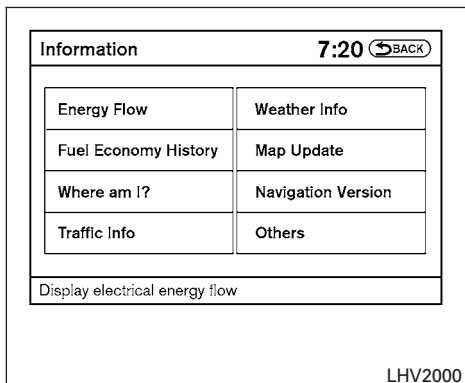 Information 7:20 BACK
Energy Flow Weather Info
Fuel Economy History Map Update
Where am I? Navigation Version
Traffic Info Others
Display electrical energy flow
LHV2000